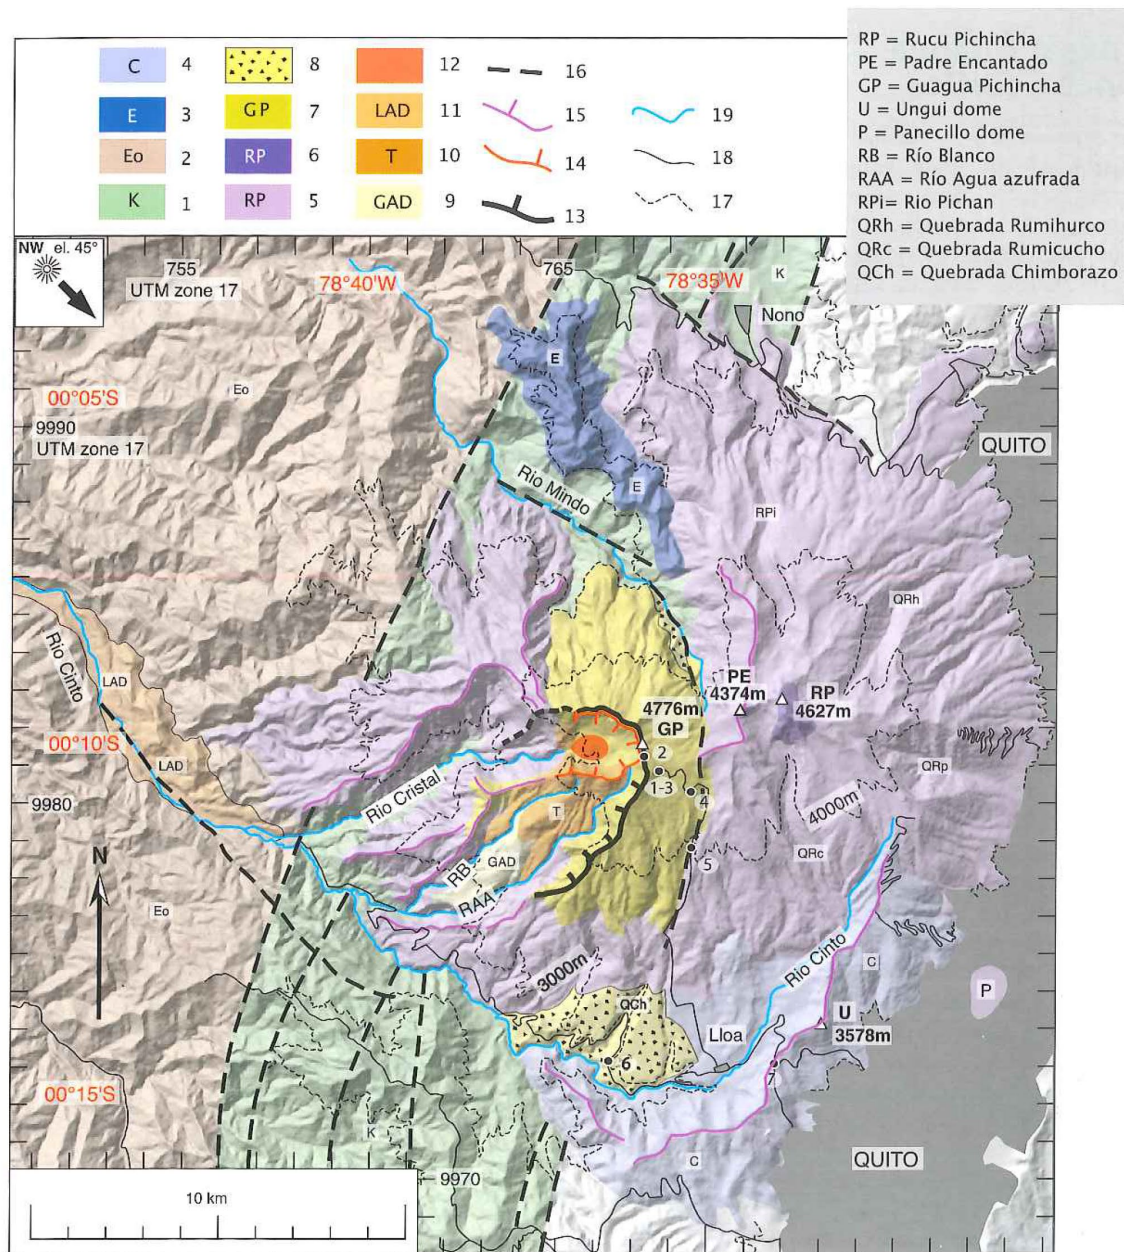 C 4 8 12 16
E 3 GP 7 LAD 11 15 19
Eo 2 RP 6 T 10 14 18
K 1 RP 5 GAD 9 13 17
RP = Rucu Pichincha
PE = Padre Encantado
GP = Guagua Pichincha
U = Ungui dome
P = Panecillo dome
RB = Río Blanco
RAA = Río Agua azufrada
RPi = Rio Pichan
QRh = Quebrada Rumihurco
QRc = Quebrada Rumicucho
QCh = Quebrada Chimborazo
NW el. 45°
755
UTM zone 17
78°40'W
765
78°35'W
K
Nono
E
Eo
00°05'S
9990
UTM zone 17
QUITO
Rio Mindo
E
RPi
QRh
Rio Cinto
LAD
PE
4374m
RP
4627m
4776m
GP
00°10'S
LAD
2
1-3
4
QRp
9980
Rio Cristal
T
4000m
5
QRc
GAD
RB
RAA
N
Eo
3000m
Rio Cinto
C
P
QCh
Lloa
U
3578m
6
00°15'S
K
C
QUITO
9970
10 km